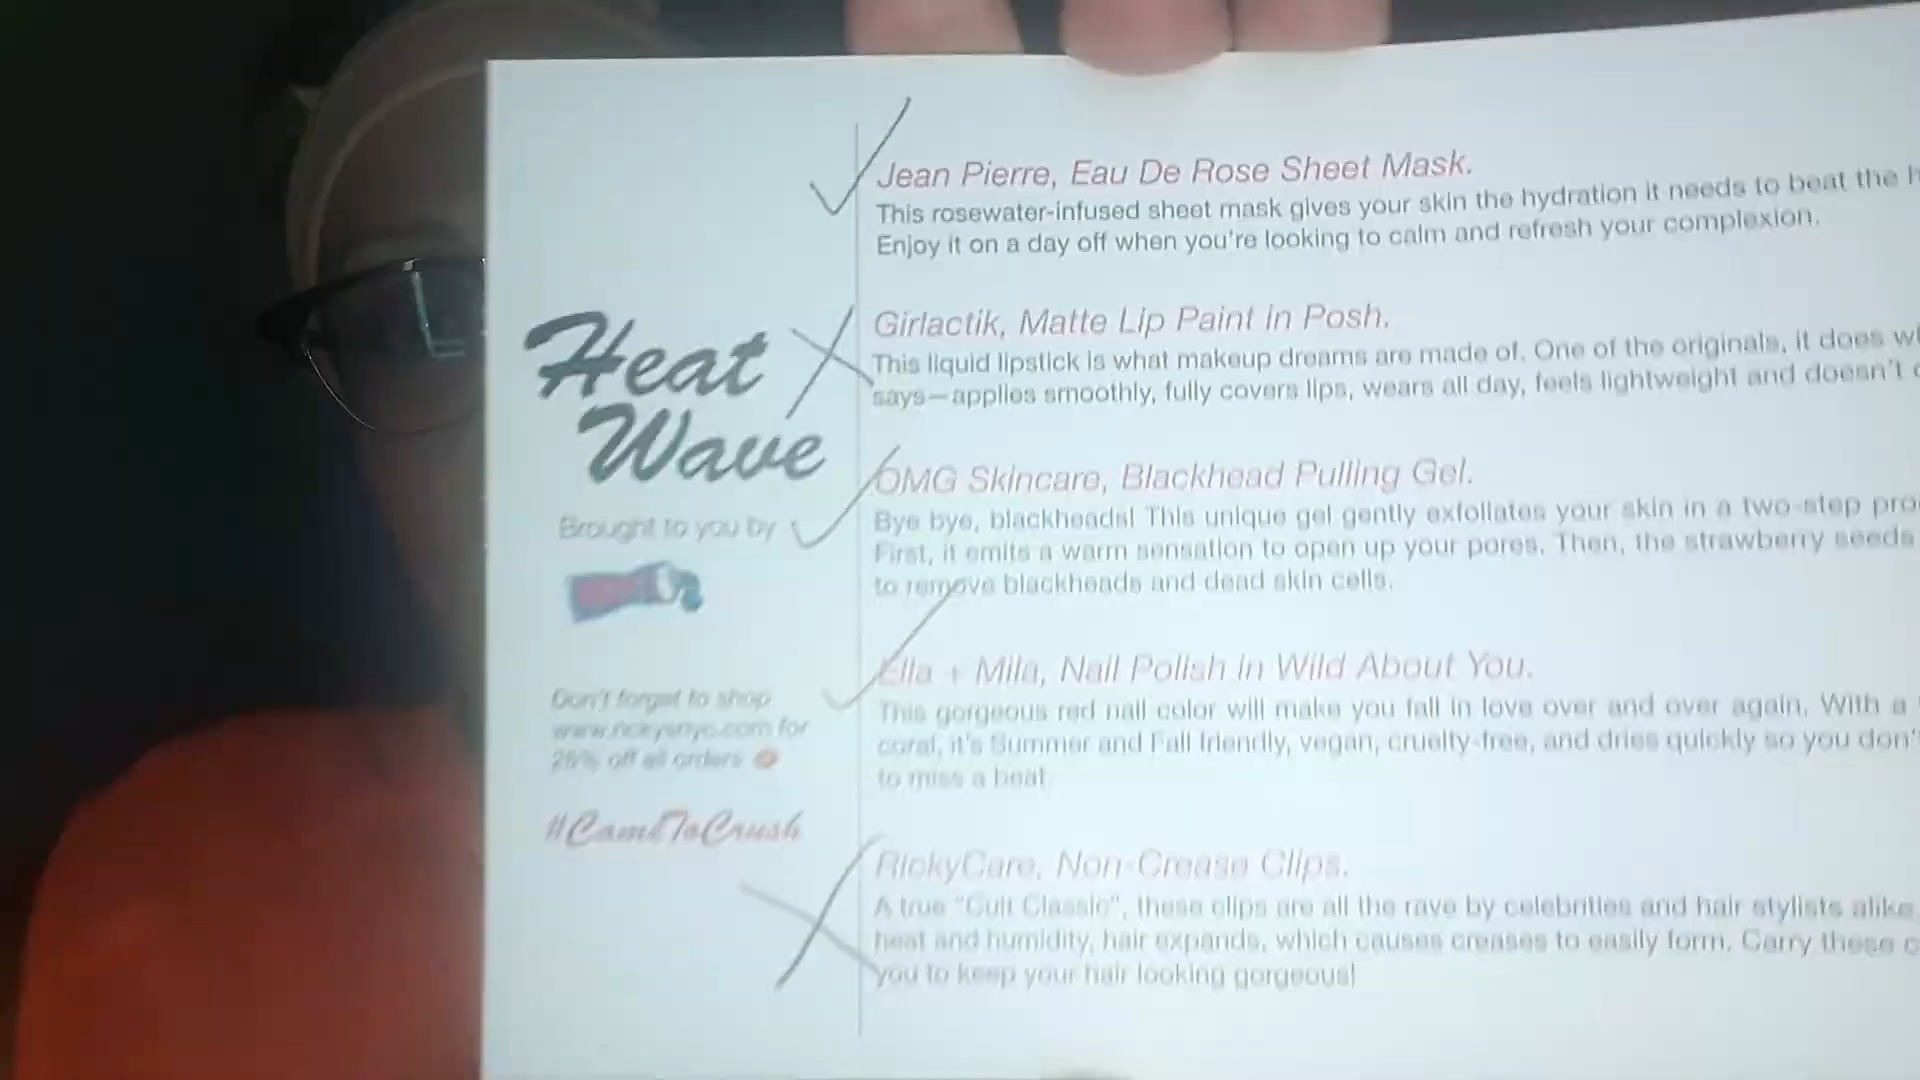 Jean Pierre, Eau De Rose Sheet Mask.
This rosewater-infused sheet mask gives your skin the hydration it needs to beat the
Enjoy it on a day off when you're looking to calm and refresh your complexion.
Girlactik, Matte Lip Paint in Posh.
This liquid lipstick is what makeup dreams are made of. One of the originals, it does
says—applies smoothly, fully covers lips, wears all day, feels lightweight and doesn't
OMG Skincare, Blackhead Pulling Gel.
Bye bye, blackheads! This unique gel gently exfoliates your skin in a two-step
First, it emits a warm sensation to open up your pores. Then, the strawberry seeds
to remove blackheads and dead skin cells.
Ella + Mila, Nail Polish in Wild About You.
This gorgeous red nail color will make you fall in love over and over again. With a
coral, it's Summer and Fall friendly, vegan, cruelty-free, and dries quickly so you don't
to miss a beat.
RickyCare, Non-Crease Clips.
A true "Cult Classic", these clips are all the rave by celebrities and hair stylists alike.
heat and humidity, hair expands, which causes creases to easily form. Carry these
you to keep your hair looking gorgeous!
Heat
Wave
Brought to you by
Don't forget to shop
www.rickysnyc.com for
25% off all orders
#CameToCrush